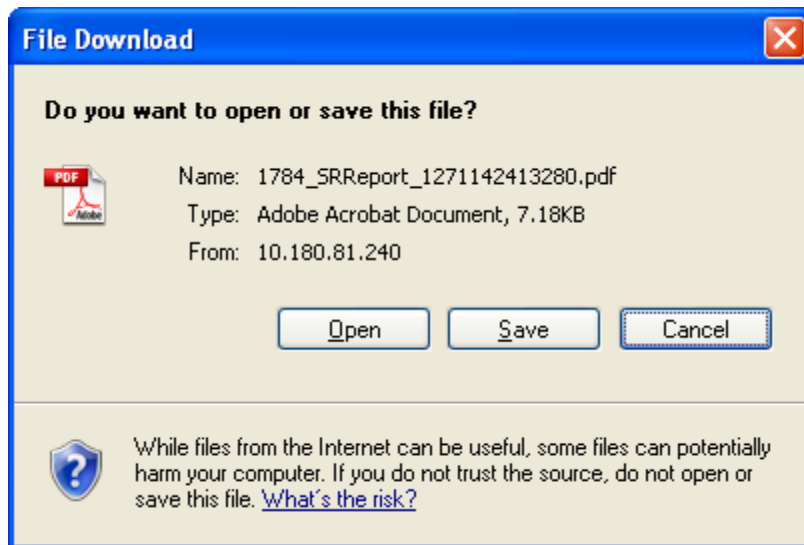 File Download
Do you want to open or save this file?
PDF
Adobe
Name: 1784_SRReport_1271142413280.pdf
Type: Adobe Acrobat Document, 7.18KB
From: 10.180.81.240
Open Save Cancel
While files from the Internet can be useful, some files can potentially
harm your computer. If you do not trust the source, do not open or
save this file. What's the risk?